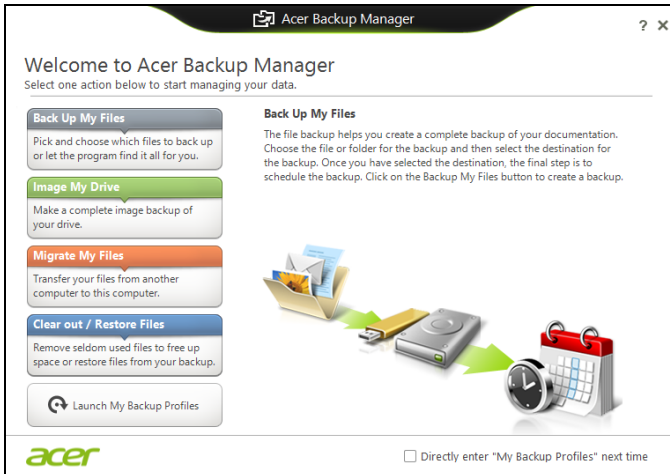 Acer Backup Manager
? X
Welcome to Acer Backup Manager
Select one action below to start managing your data.
Back Up My Files
Pick and choose which files to back up
or let the program find it all for you.
Image My Drive
Make a complete image backup of
your drive.
Migrate My Files
Transfer your files from another
computer to this computer.
Clear out / Restore Files
Remove seldom used files to free up
space or restore files from your backup.
Launch My Backup Profiles
Back Up My Files
The file backup helps you create a complete backup of your documentation.
Choose the file or folder for the backup and then select the destination for
the backup. Once you have selected the destination, the final step is to
schedule the backup. Click on the Backup My Files button to create a backup.
acer
Directly enter "My Backup Profiles" next time